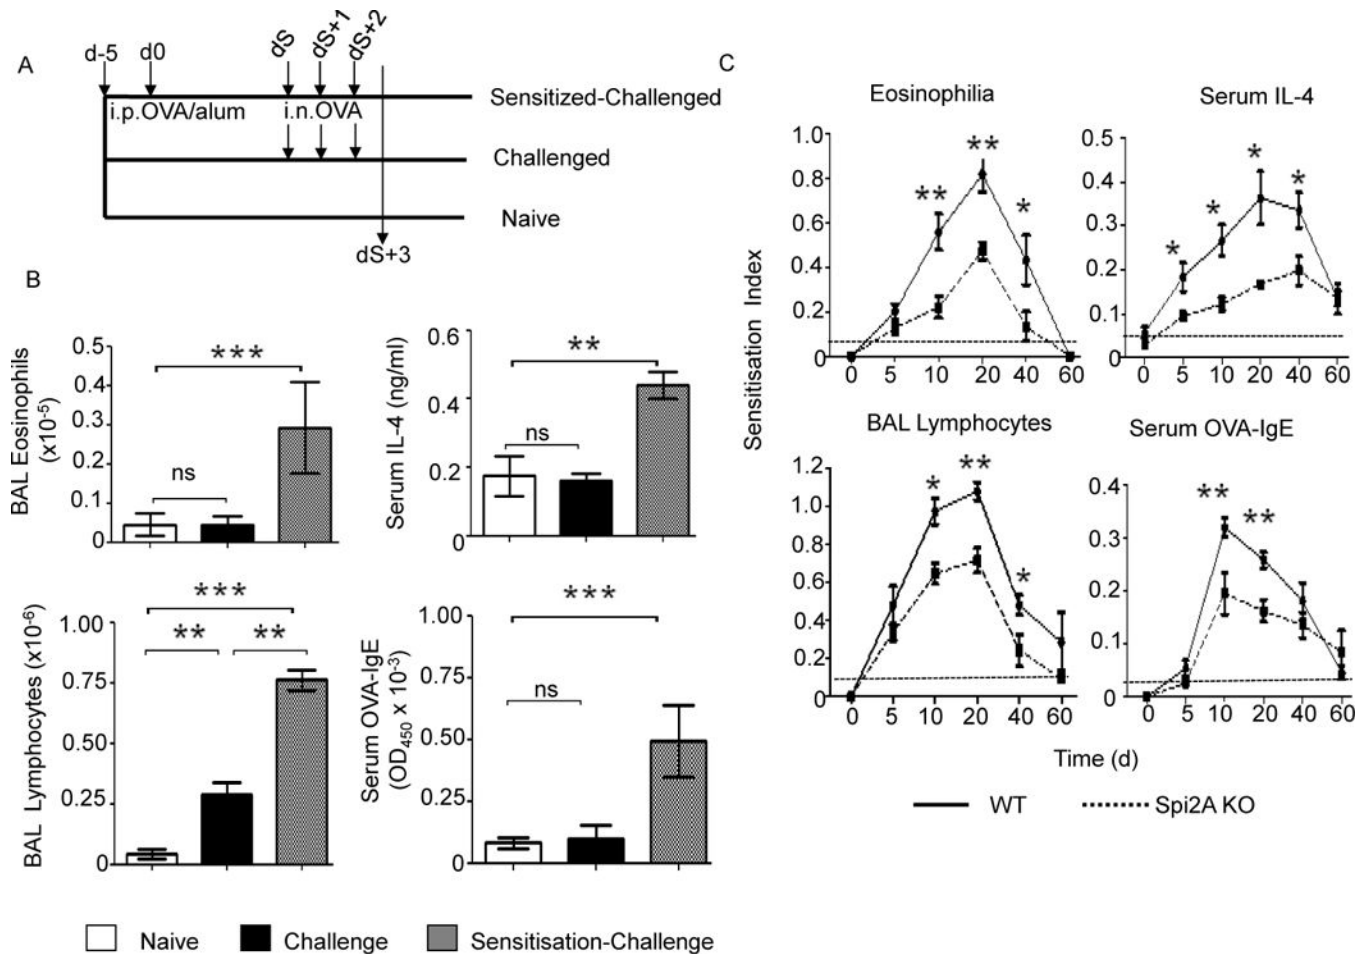 A
d-5
d0
dS
dS+1
dS+2
i.p.OVA/alum
i.n.OVA
Sensitized-Challenged
Challenged
Naive
dS+3
B
BAL Eosinophils
(x10-5)
0.5
0.4
0.3
0.2
0.1
0
***
ns
Serum IL-4 (ng/ml)
0.6
0.4
0.2
0
**
ns
BAL Lymphocytes (x10-6)
1.00
0.75
0.50
0.25
0
***
** **
Serum OVA-IgE
(OD450 x 10-3)
1.00
0.75
0.50
0.25
0
***
ns
Naive Challenge Sensitisation-Challenge
C
Sensitisation Index
Eosinophilia
1.0
0.8
0.6
0.4
0.2
0
** ** *
0 5 10 20 40 60
Serum IL-4
0.5
0.4
0.3
0.2
0.1
0
* * * *
0 5 10 20 40 60
BAL Lymphocytes
1.2
1.0
0.8
0.6
0.4
0.2
0
* ** *
0 5 10 20 40 60
Serum OVA-IgE
0.4
0.3
0.2
0.1
0
** **
0 5 10 20 40 60
Time (d)
WT Spi2A KO